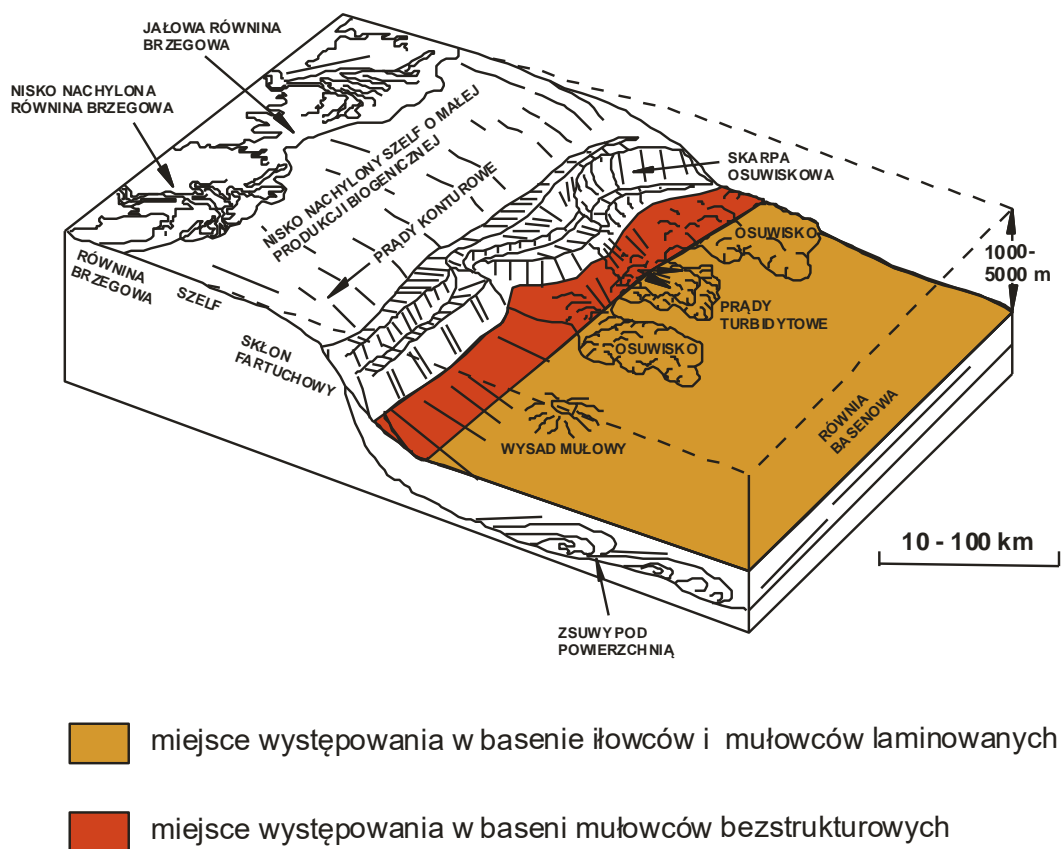 JAŁOWA RÓWNINA
BRZEGOWA
NISKO NACHYLONA
RÓWNINA BRZEGOWA
NISKO NACHYLONY SZELF O MAŁEJ
PRODUKCJI BIOGENICZNEJ
PRĄDY KONTUROWE
SKARPA
OSUWISKOWA
OSUWISKO
1000-
5000 m
RÓWNINA
BRZEGOWA
SZELF
PRĄDY
TURBIDYTOWE
SKŁON
FARTUCHOWY
OSUWISKO
RÓWNIA
BASENOWA
WYSAD MUŁOWY
10 - 100 km
ZSUWY POD
POWIERZCHNIĄ
miejsce występowania w basenie iłowców i mułowców laminowanych
miejsce występowania w baseni mułowców bezstrukturowych